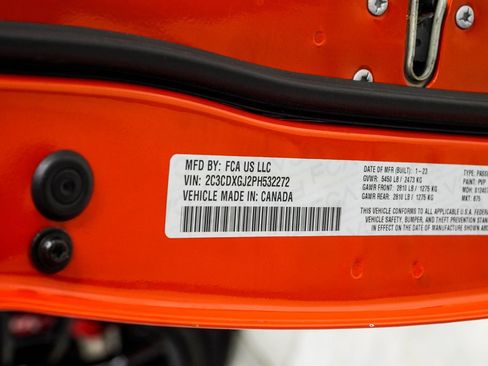 MFD BY: FCA US LLC
VIN: 2C3CDXGJ2PH532272
VEHICLE MADE IN: CANADA
DATE OF MFR (BUILT): 1-23
GVWR: 5450 LB / 2473 KG
GAWR FRONT: 2810 LB / 1275 KG
GAWR REAR: 2810 LB / 1275 KG
TYPE:
PAINT: PVP
MDH:
MKT:
THIS VEHICLE CONFORMS TO ALL APPLICABLE U.S.A. FEDERAL
VEHICLE SAFETY, BUMPER, AND THEFT PREVENTION
IN EFFECT ON THE DATE OF MANUFACTURE SHOWN